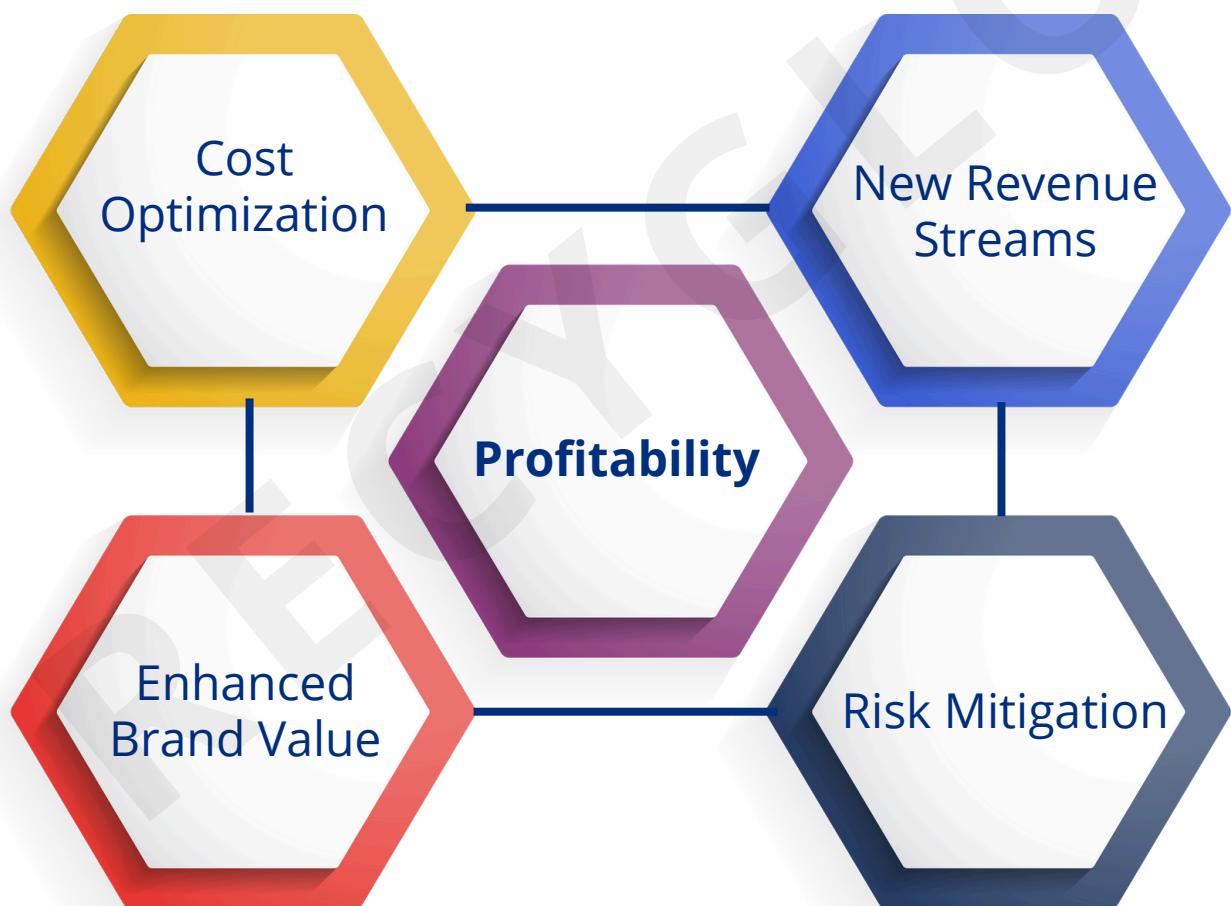 Cost
Optimization
New Revenue
Streams
Profitability
Enhanced
Brand Value
Risk Mitigation